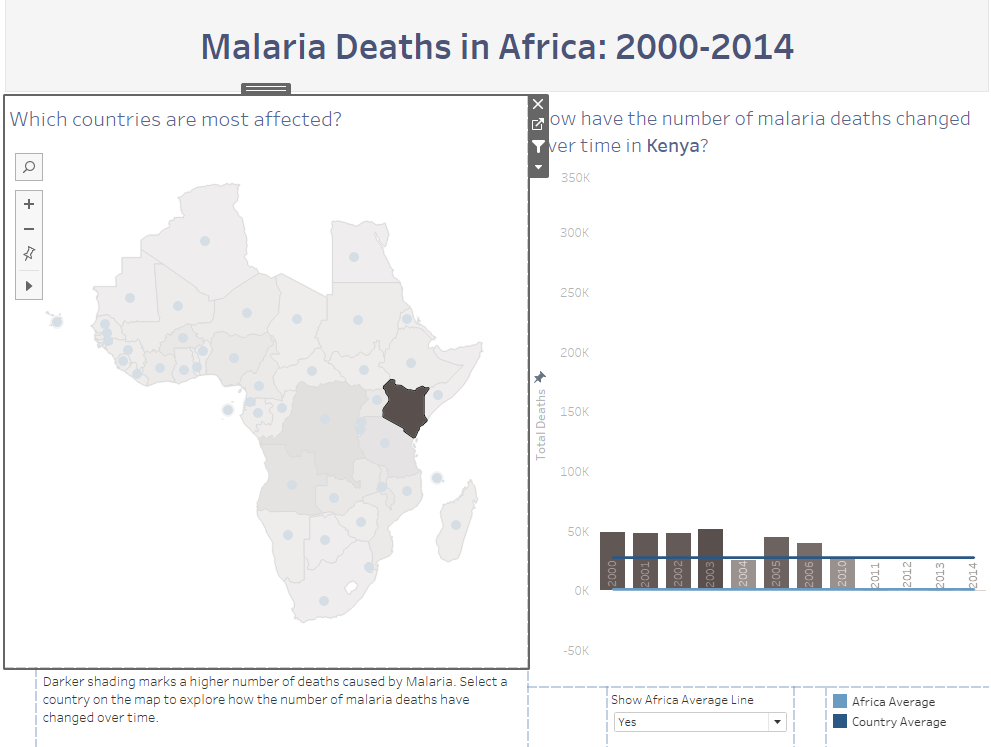 Malaria Deaths in Africa: 2000-2014
Which countries are most affected?
ow have the number of malaria deaths changed
ver time in Kenya?
350K
300K
250K
200K
150K
100K
50K
0K
-50K
Total Deaths
2000
2001
2002
2003
2004
2005
2006
2010
2011
2012
2013
2014
Darker shading marks a higher number of deaths caused by Malaria. Select a
country on the map to explore how the number of malaria deaths have
changed over time.
Show Africa Average Line
Yes
Africa Average
Country Average